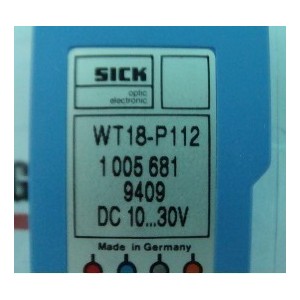 SICK
optic
electronic
WT18-P112
1 005 681
9409
DC 10...30V
Made in Germany